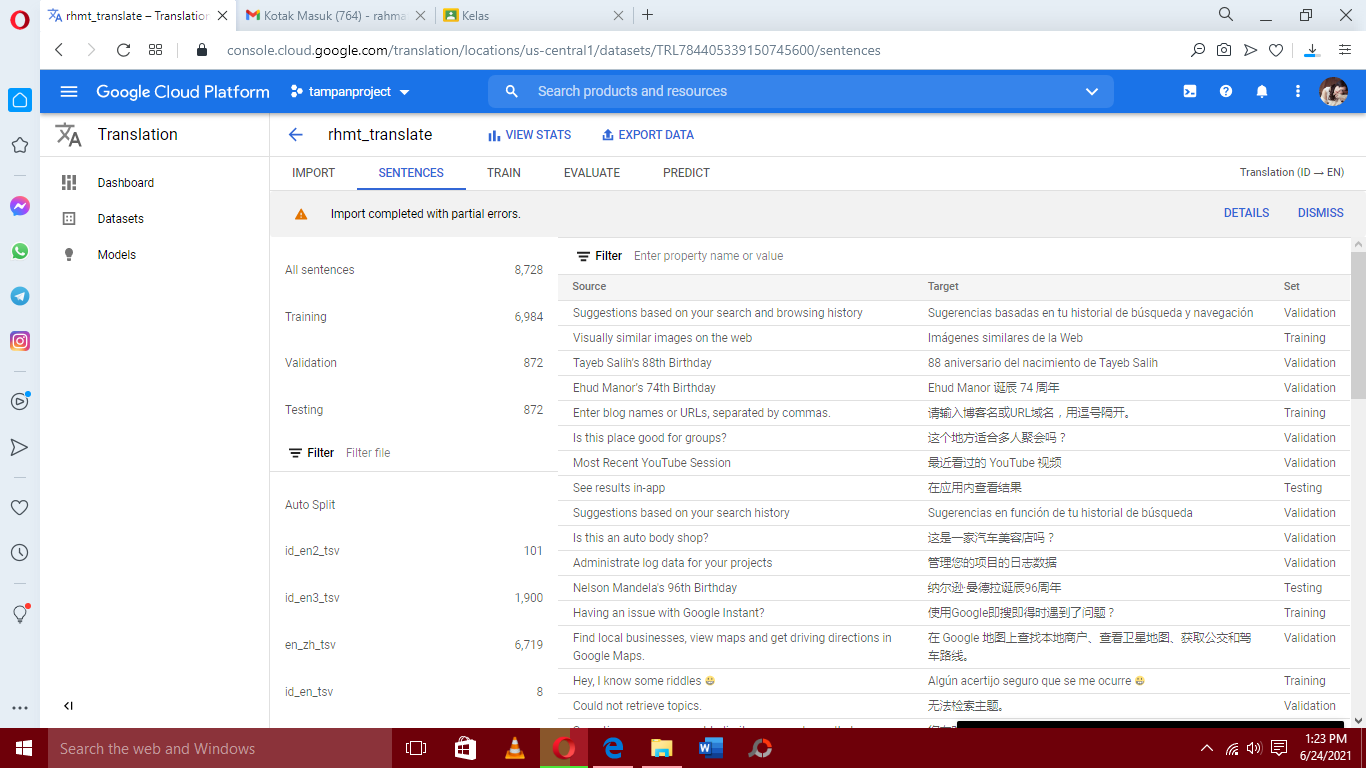 rhmt_translate – Translation
Kotak Masuk (764) - rahma
Kelas
console.cloud.google.com/translation/locations/us-central1/datasets/TRL784405339150745600/sentences
Google Cloud Platform
tampanproject
Search products and resources
Translation
rhmt_translate
VIEW STATS
EXPORT DATA
Dashboard
Datasets
Models
IMPORT
SENTENCES
TRAIN
EVALUATE
PREDICT
Translation (ID → EN)
Import completed with partial errors.
DETAILS
DISMISS
All sentences 8,728
Training 6,984
Validation 872
Testing 872
Filter Filter file
Auto Split
id_en2_tsv 101
id_en3_tsv 1,900
en_zh_tsv 6,719
id_en_tsv 8
Filter Enter property name or value
Source Target Set
Suggestions based on your search and browsing history Sugerencias basadas en tu historial de búsqueda y navegación Validation
Visually similar images on the web Imágenes similares de la Web Training
Tayeb Salih's 88th Birthday 88 aniversario del nacimiento de Tayeb Salih Validation
Ehud Manor's 74th Birthday Ehud Manor 诞辰 74 周年 Validation
Enter blog names or URLs, separated by commas. 请输入博客名或URL域名，用逗号隔开。 Training
Is this place good for groups? 这个地方适合多人聚会吗？ Validation
Most Recent YouTube Session 最近看过的 YouTube 视频 Validation
See results in-app 在应用内查看结果 Testing
Suggestions based on your search history Sugerencias en función de tu historial de búsqueda Validation
Is this an auto body shop? 这是一家汽车美容店吗？ Validation
Administrate log data for your projects 管理您的项目的日志数据 Validation
Nelson Mandela's 96th Birthday 纳尔逊·曼德拉诞辰96周年 Testing
Having an issue with Google Instant? 使用Google即搜即得时遇到了问题？ Training
Find local businesses, view maps and get driving directions in 在 Google 地图上查找本地商户、查看卫星地图、获取公交和驾 Validation
Google Maps. 车路线。
Hey, I know some riddles 😀 Algún acertijo seguro que se me ocurre 😀 Training
Could not retrieve topics. 无法检索主题。 Validation
Search the web and Windows
1:23 PM
6/24/2021